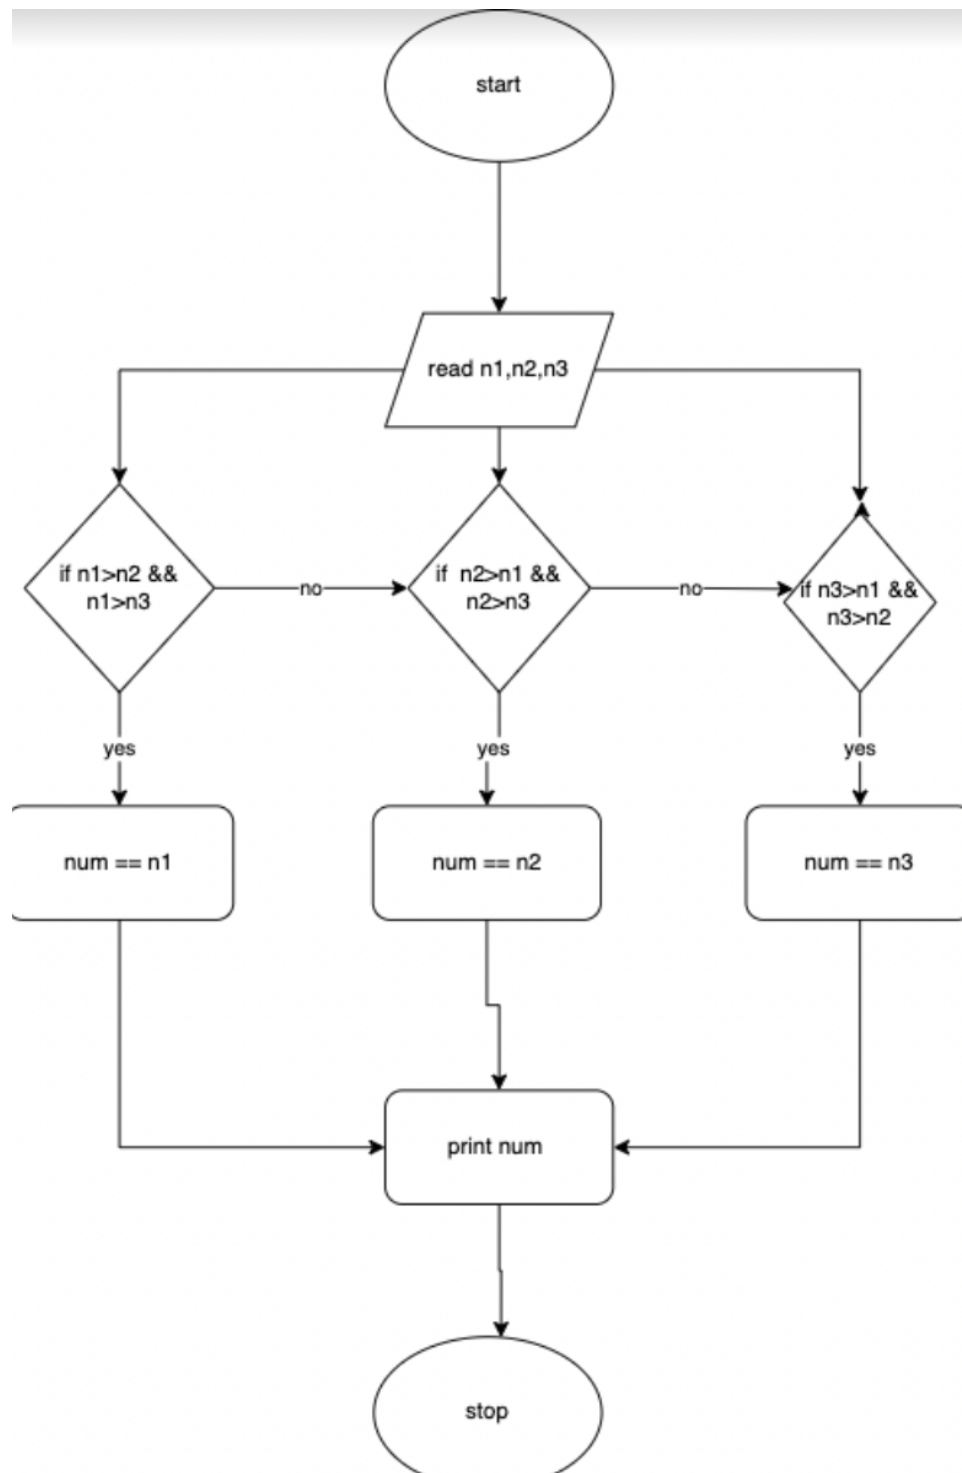 start
read n1,n2,n3
if n1>n2 &&
n1>n3
no
if  n2>n1 &&
n2>n3
no
if n3>n1 &&
n3>n2
yes
yes
yes
num == n1
num == n2
num == n3
print num
stop